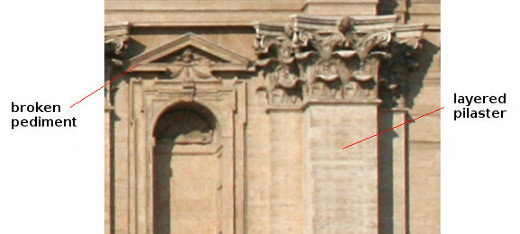 broken
pediment
layered
pilaster